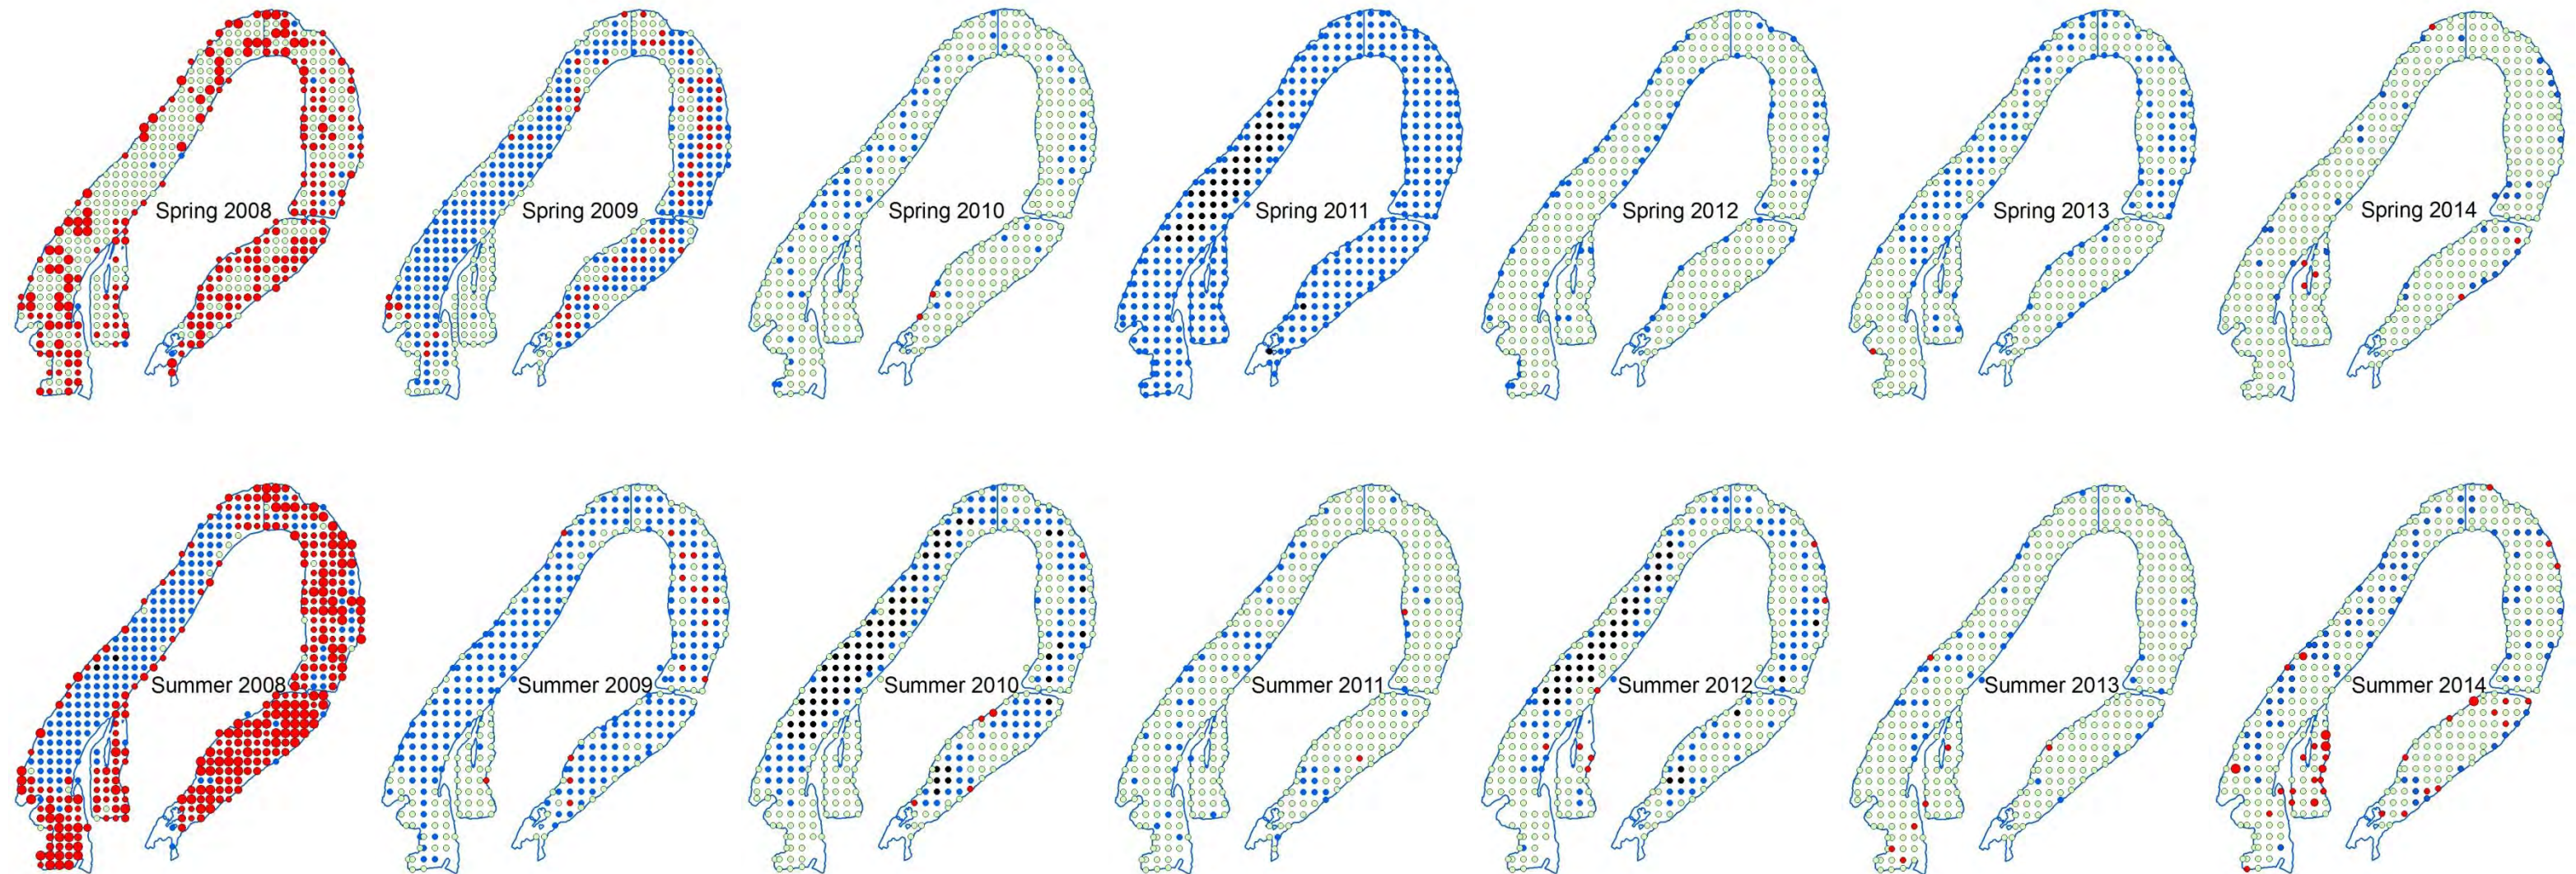 Spring 2008
Spring 2009
Spring 2010
Spring 2011
Spring 2012
Spring 2013
Spring 2014
Summer 2008
Summer 2009
Summer 2010
Summer 2011
Summer 2012
Summer 2013
Summer 2014